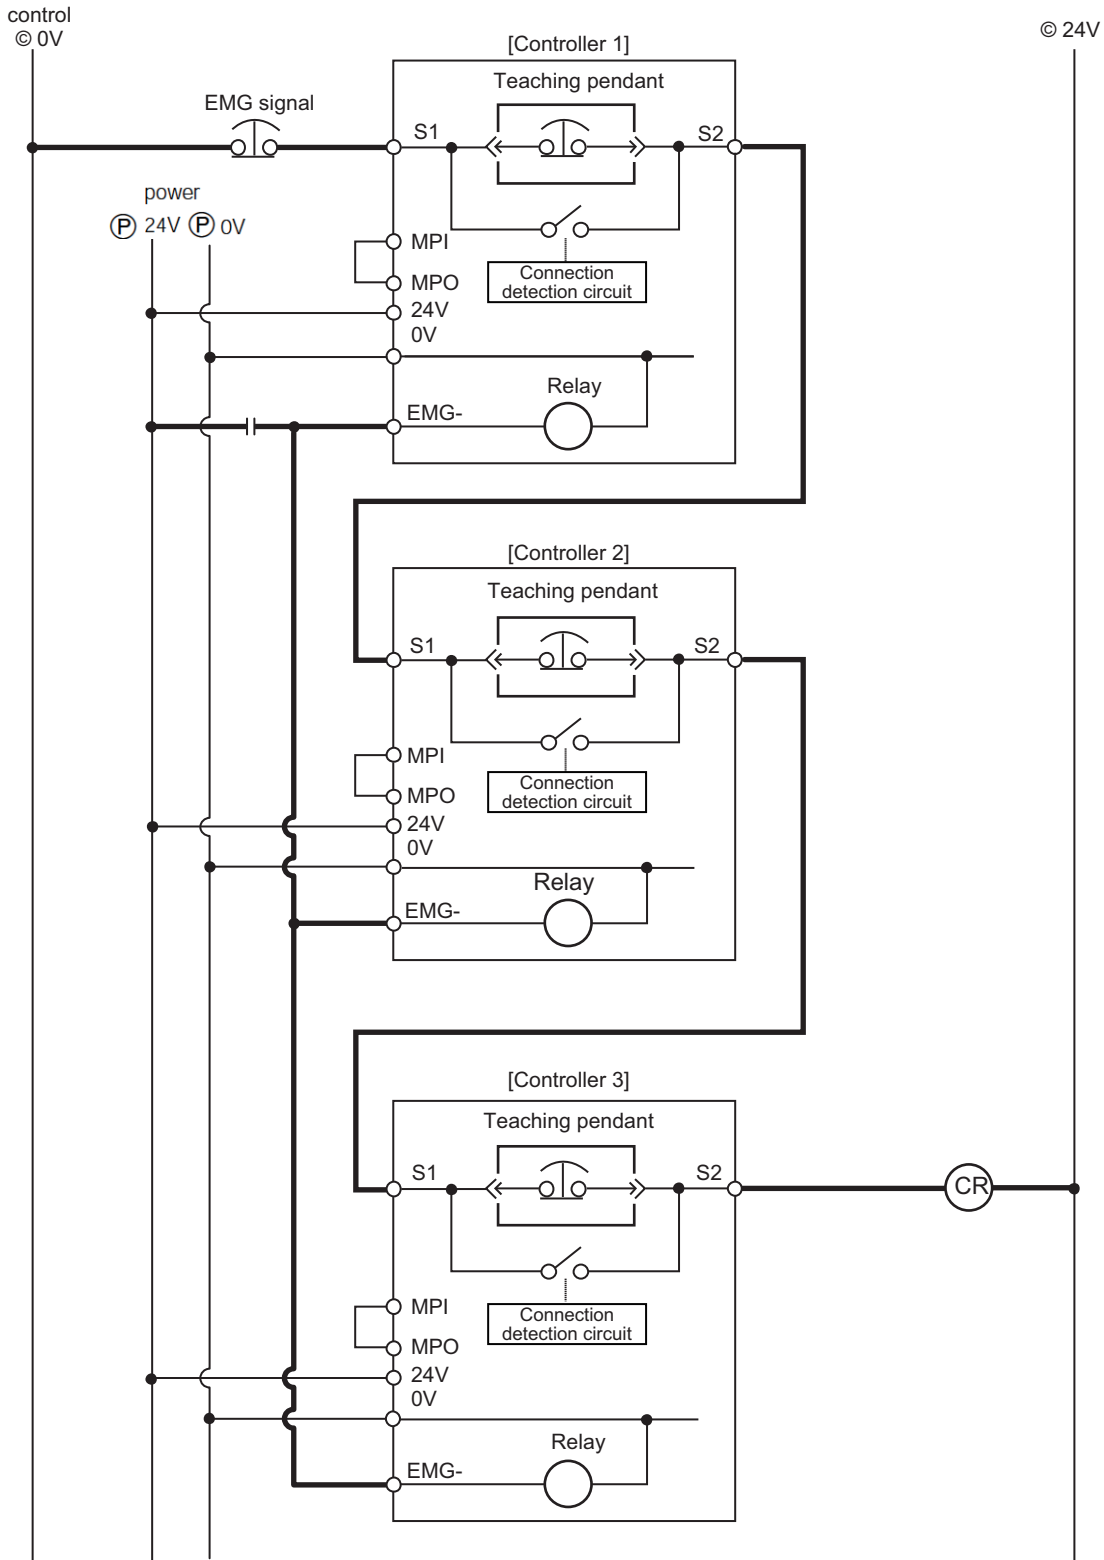 control
© 0V
© 24V
[Controller 1]
Teaching pendant
EMG signal
S1
S2
power
Ⓟ 24V Ⓟ 0V
MPI
MPO
24V
0V
Connection
detection circuit
Relay
EMG-
[Controller 2]
Teaching pendant
S1
S2
MPI
MPO
24V
0V
Connection
detection circuit
Relay
EMG-
[Controller 3]
Teaching pendant
S1
S2
CR
MPI
MPO
24V
0V
Connection
detection circuit
Relay
EMG-